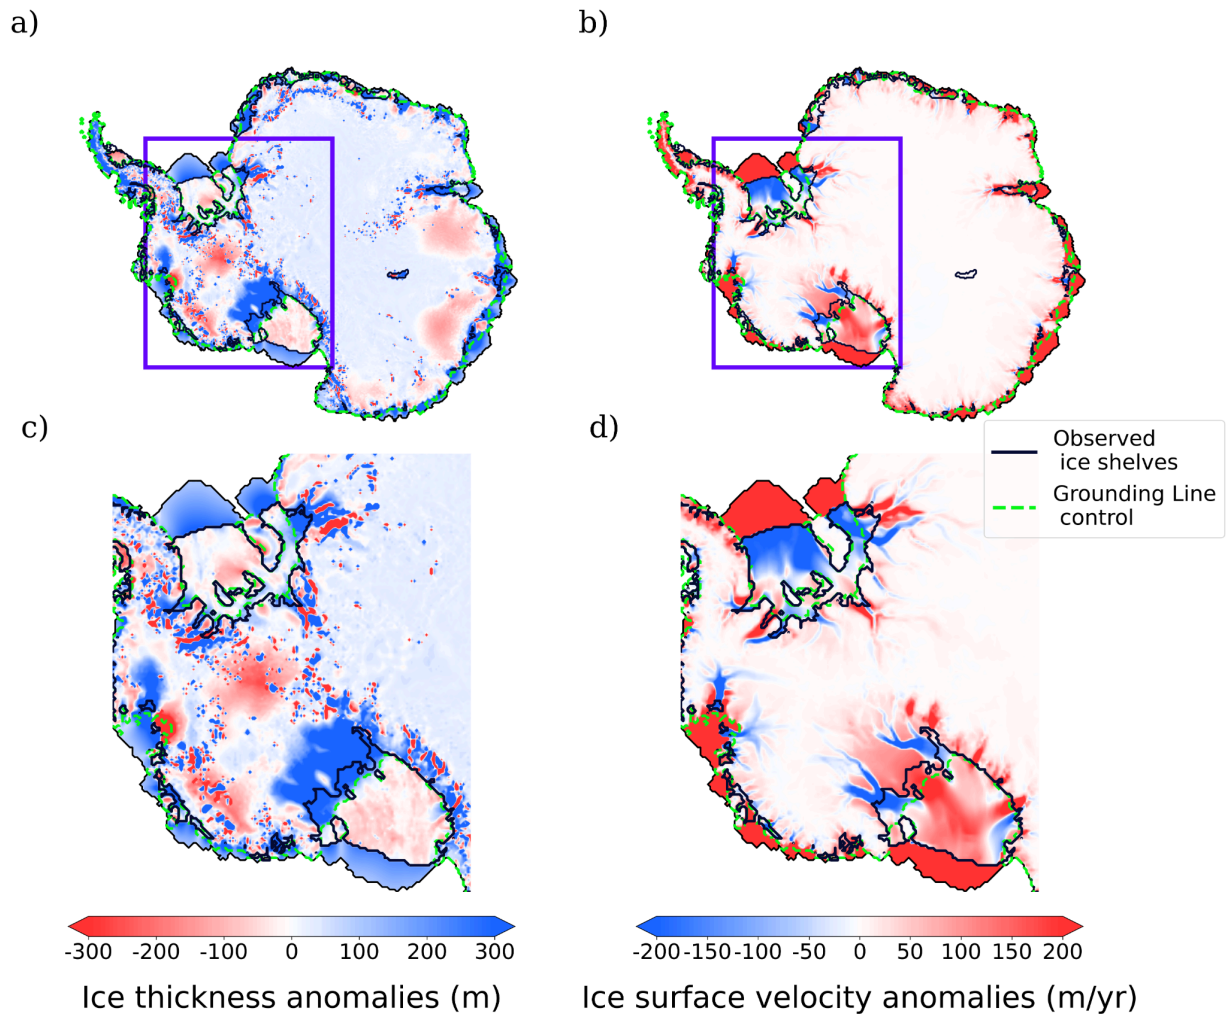 a)
b)
c)
d)
Observed
ice shelves
Grounding Line
control
-300 -200 -100 0 100 200 300
-200 -150 -100 -50 0 50 100 150 200
Ice thickness anomalies (m)
Ice surface velocity anomalies (m/yr)